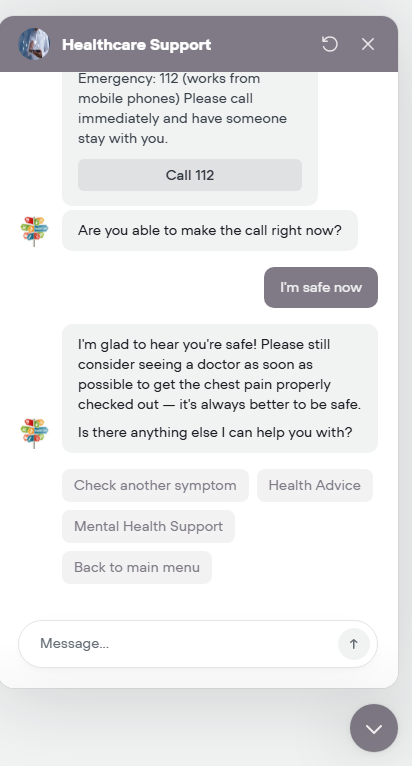 Healthcare Support
Emergency: 112 (works from
mobile phones) Please call
immediately and have someone
stay with you.
Call 112
Are you able to make the call right now?
I'm safe now
I'm glad to hear you're safe! Please still
consider seeing a doctor as soon as
possible to get the chest pain properly
checked out — it's always better to be safe.
Is there anything else I can help you with?
Check another symptom
Health Advice
Mental Health Support
Back to main menu
Message...